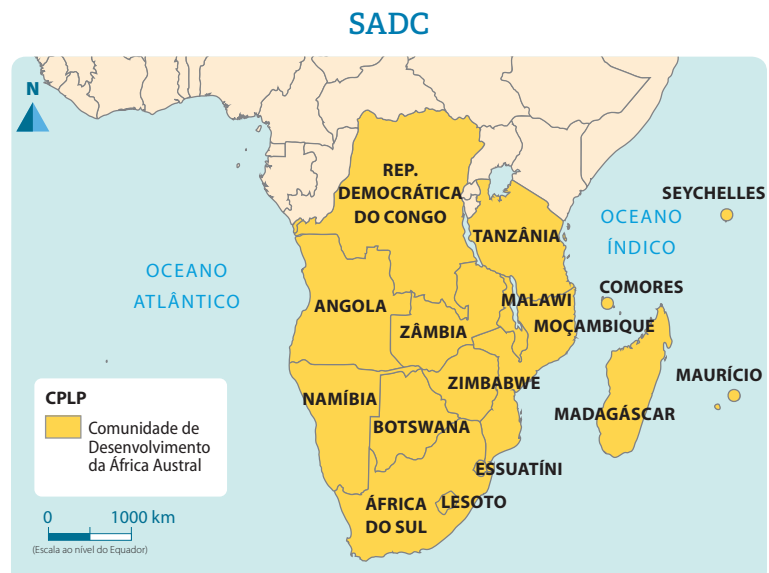 SADC
N
REP.
DEMOCRÁTICA
DO CONGO
SEYCHELLES
OCEANO
ÍNDICO
TANZÂNIA
OCEANO
ATLÂNTICO
COMORES
ANGOLA
MALAWI
ZÂMBIA
MOÇAMBIQUE
MAURÍCIO
ZIMBABWE
NAMÍBIA
MADAGÁSCAR
BOTSWANA
CPLP
Comunidade de
Desenvolvimento
da África Austral
ESSUATÍNI
LESOTO
ÁFRICA
DO SUL
0 1000 km
(Escala ao nível do Equador)